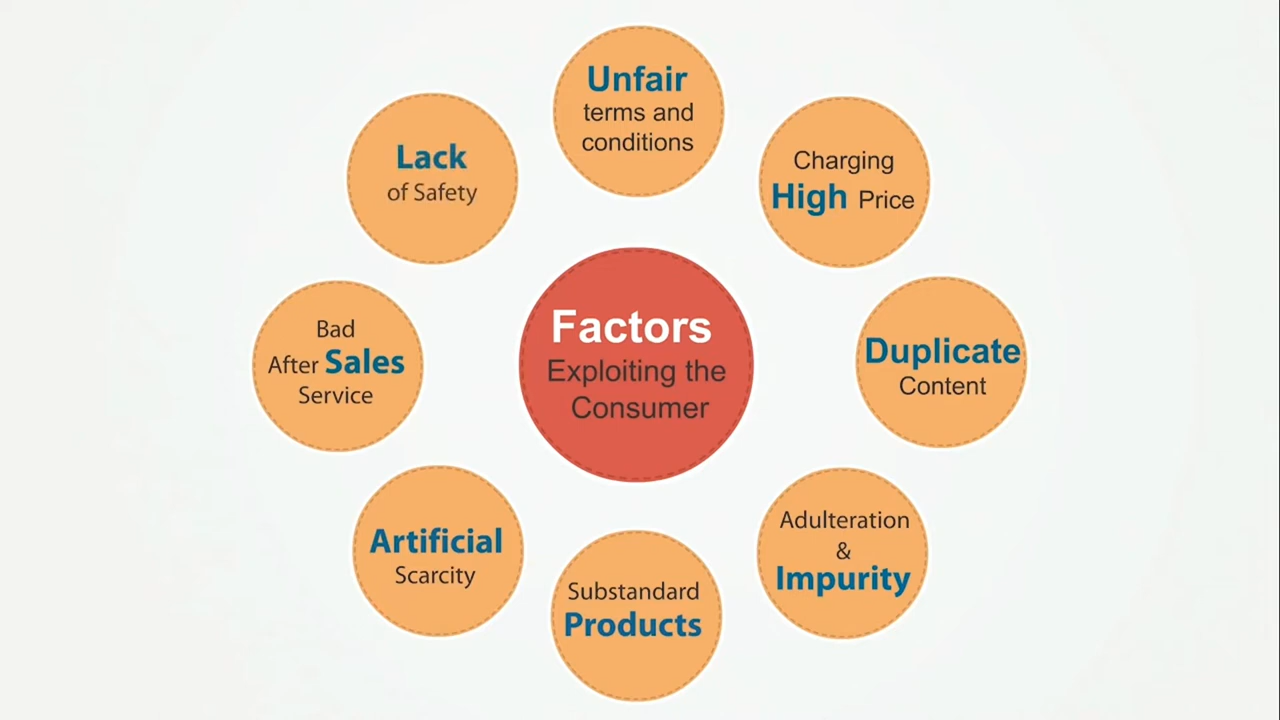 Unfair
terms and
conditions
Charging
High Price
Duplicate
Content
Adulteration
&
Impurity
Substandard
Products
Artificial
Scarcity
Bad
After Sales
Service
Lack
of Safety
Factors
Exploiting the
Consumer